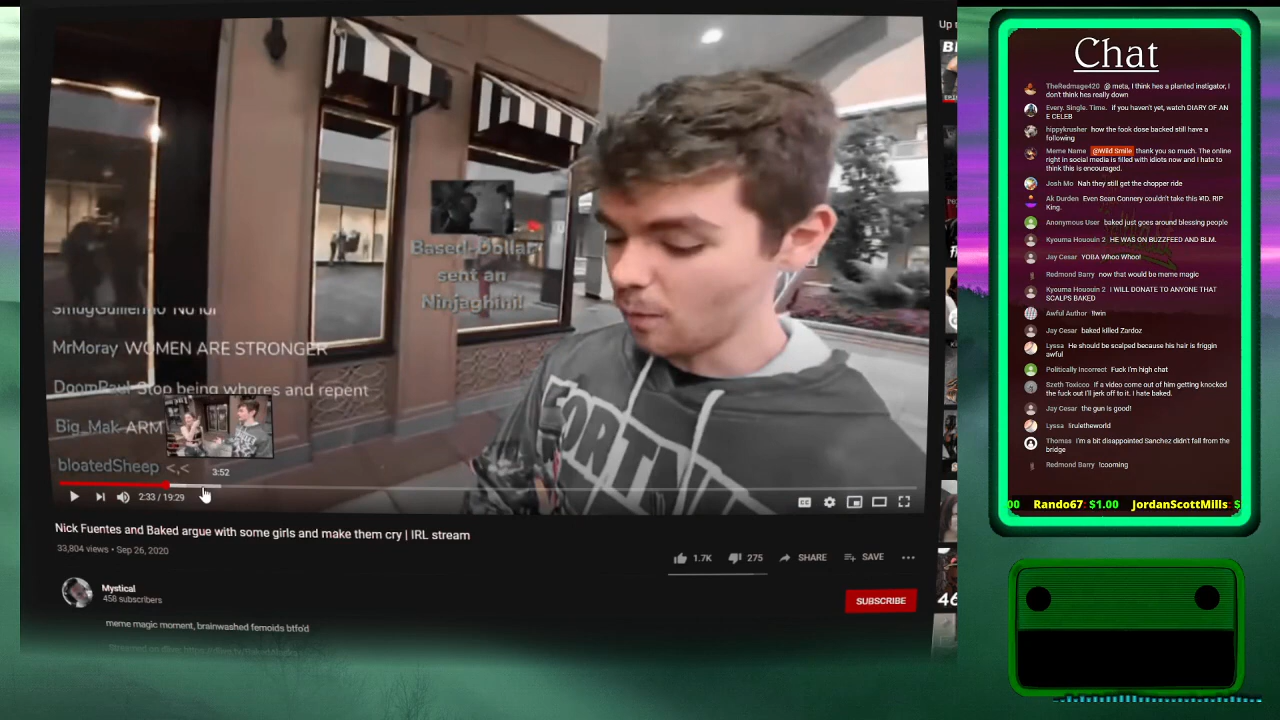 Up
Based-Dollar
sent an
Ninjaghini!
SmugGuillermo No lol
MrMoray WOMEN ARE STRONGER
DoomPaul Stop being whores and repent
Big_Mak ARM
bloatedSheep <,<
3:52
2:33 / 19:29
Nick Fuentes and Baked argue with some girls and make them cry | IRL stream
33,804 views • Sep 26, 2020
1.7K
275
SHARE
SAVE
Mystical
458 subscribers
SUBSCRIBE
meme magic moment, brainwashed femoids btfo'd
46
Chat
TheRedmage420 @ meta, I think hes a planted instigator, I
don't think hes really down
Every. Single. Time. if you haven't yet, watch DIARY OF AN
E CELEB
hippykrusher how the fook dose backed still have a
following
Meme Name @Wild Smile thank you so much. The online
right in social media is filled with idiots now and I hate to
think this is encouraged.
Josh Mo Nah they still get the chopper ride
Ak Durden Even Sean Connery couldn't take this ¥ID. RIP
King.
Anonymous User baked just goes around blessing people
Kyouma Hououin 2 HE WAS ON BUZZFEED AND BLM.
Jay Cesar YOBA Whoo Whoo!
Redmond Barry now that would be meme magic
Kyouma Hououin 2 I WILL DONATE TO ANYONE THAT
SCALPS BAKED
Awful Author !win
Jay Cesar baked killed Zardoz
Lyssa He should be scalped because his hair is friggin
awful
Politically Incorrect Fuck I'm high chat
Szeth Toxicco If a video come out of him getting knocked
the fuck out I'll jerk off to it. I hate baked.
Jay Cesar the gun is good!
Lyssa !iruletheworld
Thomas i'm a bit disappointed Sanchez didn't fall from the
bridge
Redmond Barry !coooming
00 Rando67 $1.00 JordanScottMills $